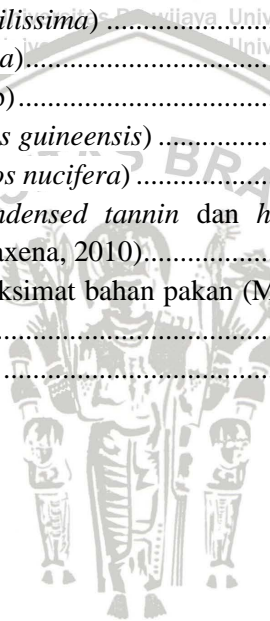 ilissima) ........................
a)........................
o)........................
s guineensis) ........................
os nucifera) ........................
ndensed tannin dan h
axena, 2010)........................
ksimat bahan pakan (M
........................
........................